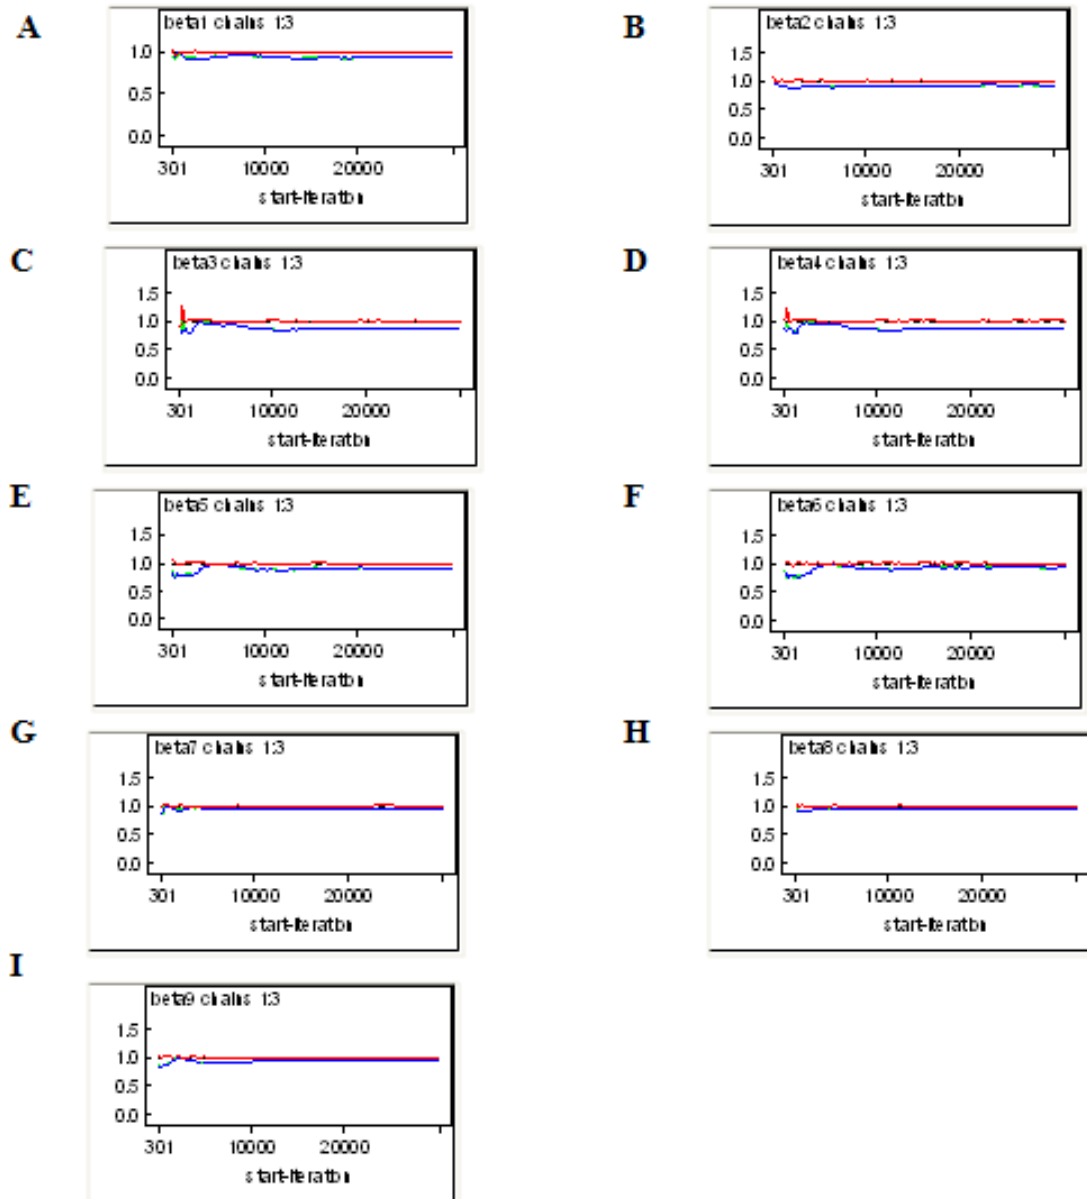 A
beta1 chains 1:3
1.0
0.5
0.0
301 10000 20000
start-iteration
B
beta2 chains 1:3
1.5
1.0
0.5
0.0
301 10000 20000
start-iteration
C
beta3 chains 1:3
1.5
1.0
0.5
0.0
301 10000 20000
start-iteration
D
beta4 chains 1:3
1.5
1.0
0.5
0.0
301 10000 20000
start-iteration
E
beta5 chains 1:3
1.5
1.0
0.5
0.0
301 10000 20000
start-iteration
F
beta6 chains 1:3
1.5
1.0
0.5
0.0
301 10000 20000
start-iteration
G
beta7 chains 1:3
1.5
1.0
0.5
0.0
301 10000 20000
start-iteration
H
beta8 chains 1:3
1.5
1.0
0.5
0.0
301 10000 20000
start-iteration
I
beta9 chains 1:3
1.5
1.0
0.5
0.0
301 10000 20000
start-iteration